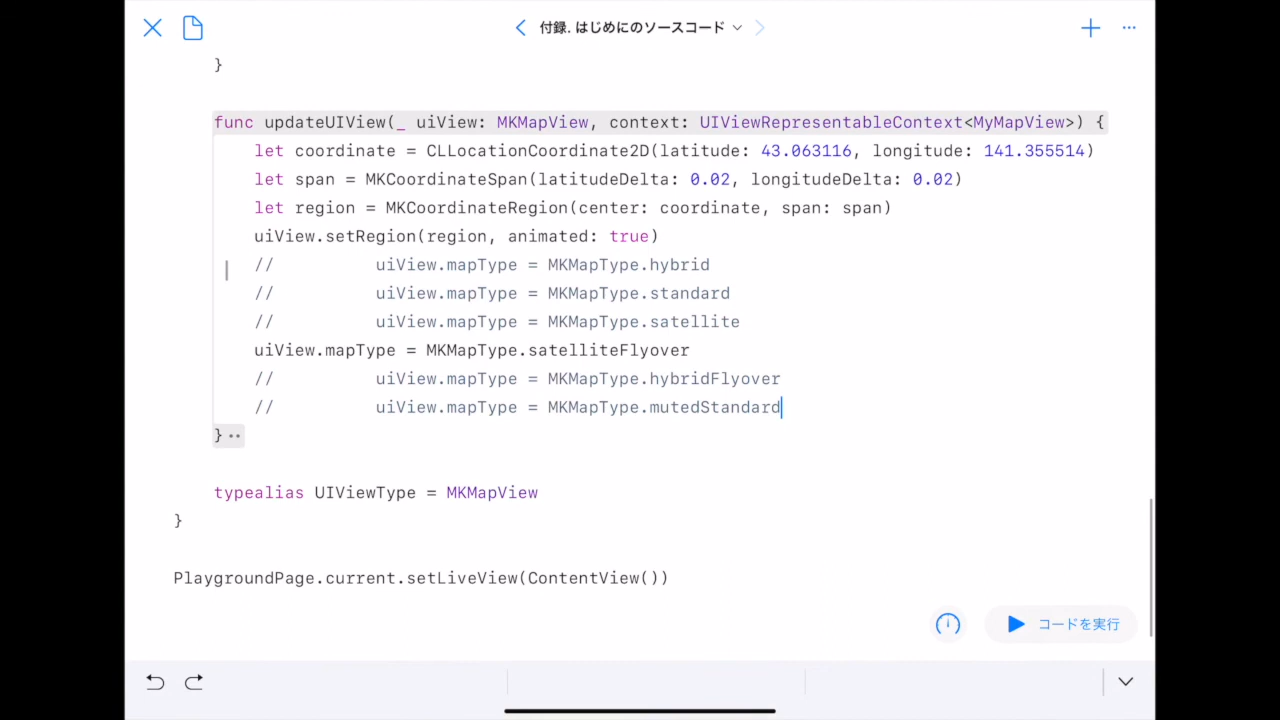 付録. はじめにのソースコード
}
func updateUIView(_ uiView: MKMapView, context: UIViewRepresentableContext<MyMapView>) {
let coordinate = CLLocationCoordinate2D(latitude: 43.063116, longitude: 141.355514)
let span = MKCoordinateSpan(latitudeDelta: 0.02, longitudeDelta: 0.02)
let region = MKCoordinateRegion(center: coordinate, span: span)
uiView.setRegion(region, animated: true)
// uiView.mapType = MKMapType.hybrid
// uiView.mapType = MKMapType.standard
// uiView.mapType = MKMapType.satellite
uiView.mapType = MKMapType.satelliteFlyover
// uiView.mapType = MKMapType.hybridFlyover
// uiView.mapType = MKMapType.mutedStandard
}
typealias UIViewType = MKMapView
}
PlaygroundPage.current.setLiveView(ContentView())
コードを実行